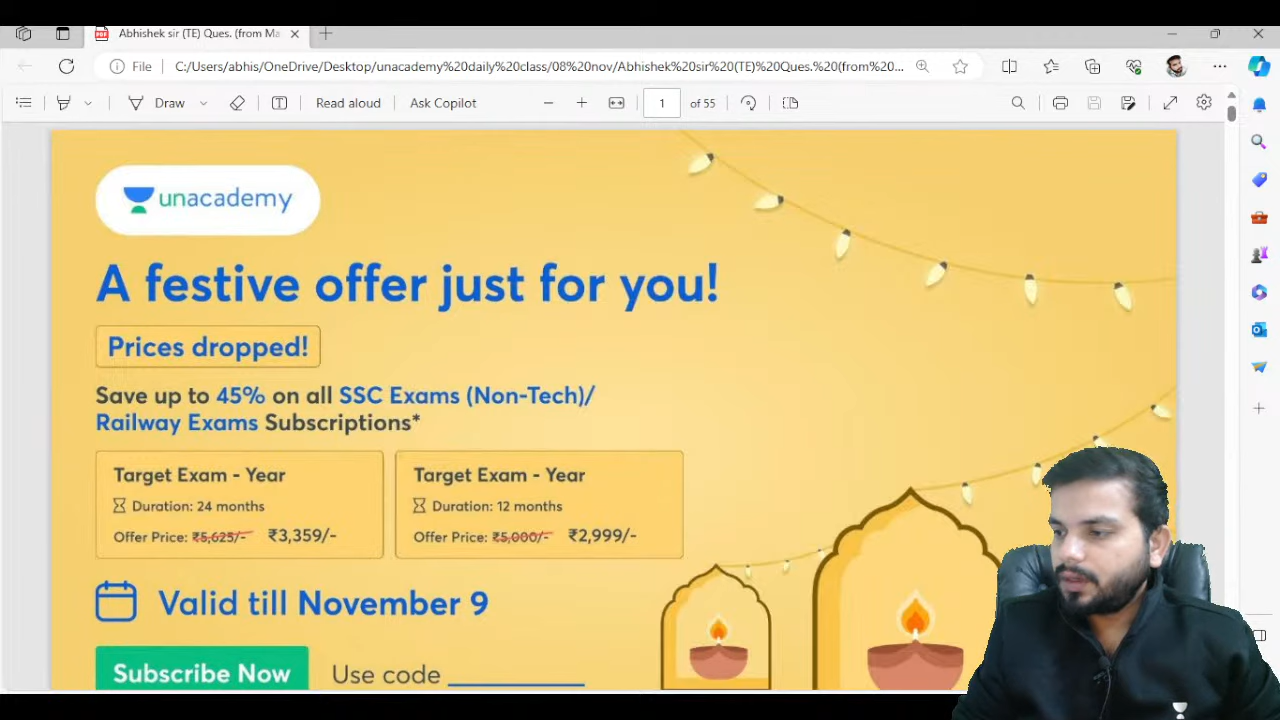 Abhishek sir (TE) Ques. (from Ma
File
C:/Users/abhis/OneDrive/Desktop/unacademy%20daily%20class/08%20nov/Abhishek%20sir%20(TE)%20Ques.%20(from%20...
Draw
Read aloud
Ask Copilot
1
of 55
unacademy
A festive offer just for you!
Prices dropped!
Save up to 45% on all SSC Exams (Non-Tech)/
Railway Exams Subscriptions*
Target Exam - Year
Duration: 24 months
Offer Price: ₹5,625/- ₹3,359/-
Target Exam - Year
Duration: 12 months
Offer Price: ₹5,000/- ₹2,999/-
Valid till November 9
Subscribe Now
Use code